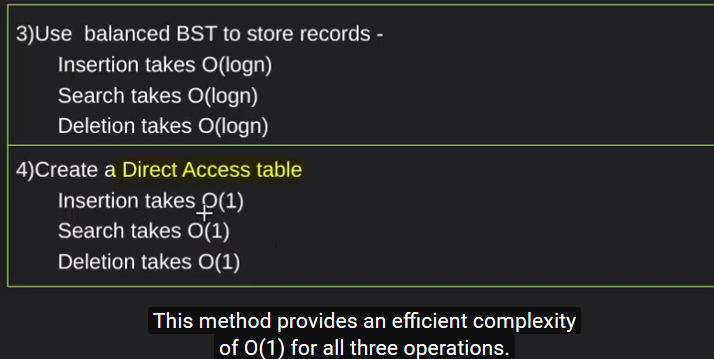 3)Use balanced BST to store records -
Insertion takes O(logn)
Search takes O(logn)
Deletion takes O(logn)
4)Create a Direct Access table
Insertion takes O(1)
Search takes O(1)
Deletion takes O(1)
This method provides an efficient complexity
of O(1) for all three operations.